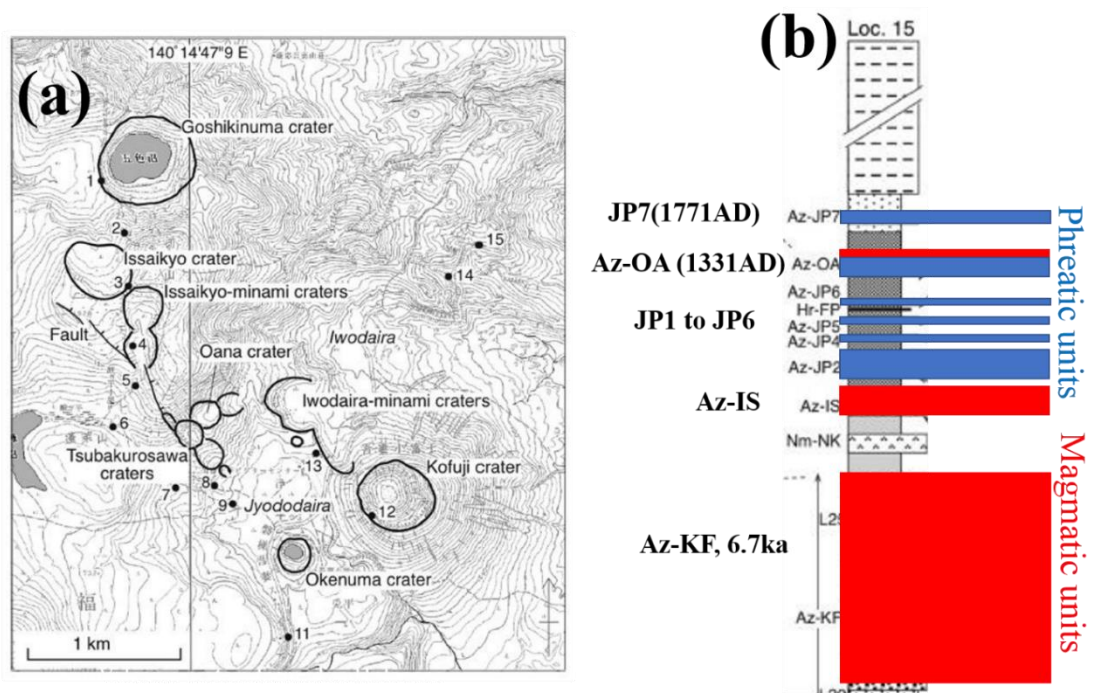 (a)
140° 14'47"9 E
Goshikinuma crater
五色沼
1
2
15
Issaikyo crater
14
3
Issaikyo-minami craters
Fault
4
Iwodaira
Oana crater
5
Iwodaira-minami craters
6
13
Tsubakurosawa
craters
Kofuji crater
7
8
9
Jyododaira
12
Okenuma crater
福
11
1 km
(b)
Loc. 15
JP7(1771AD)
Az-JP7
Az-OA (1331AD)
Az-OA
Az-JP6
Hr-FP
JP1 to JP6
Az-JP5
Az-JP4
Az-JP2
Az-IS
Az-IS
Nm-NK
Az-KF, 6.7ka
Az-KF
Phreatic units
Magmatic units